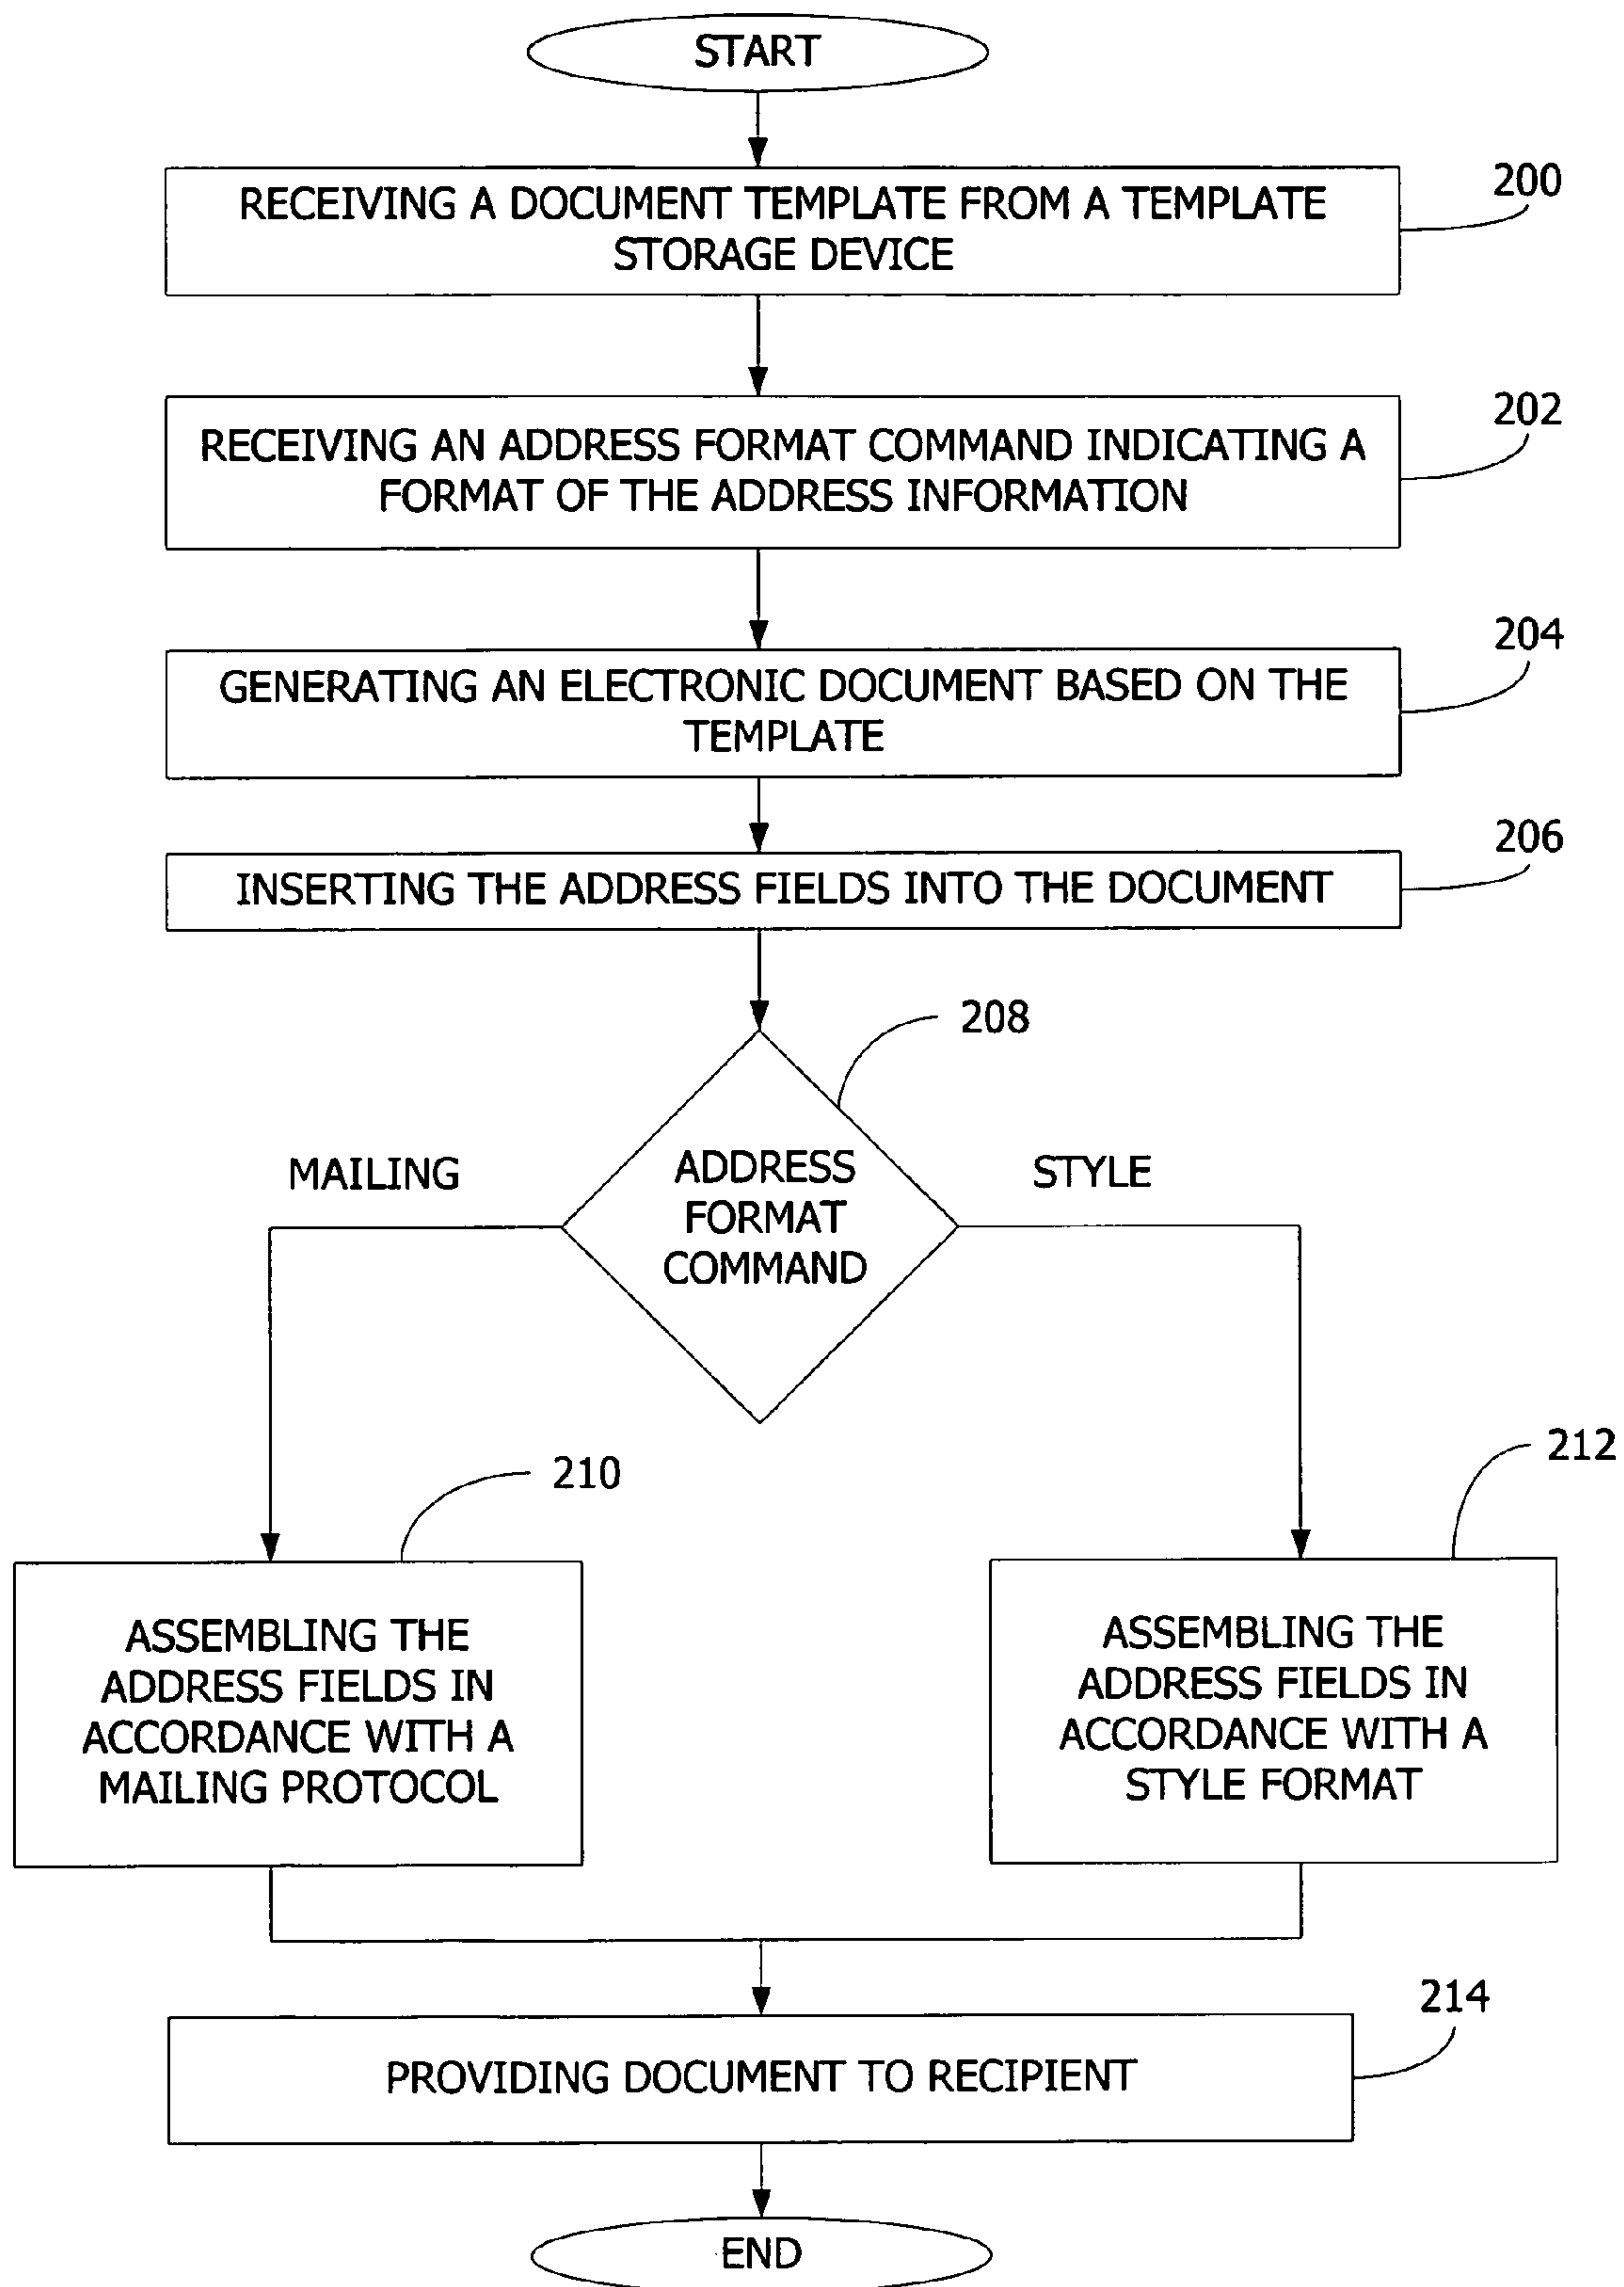 START
200
RECEIVING A DOCUMENT TEMPLATE FROM A TEMPLATE
STORAGE DEVICE
202
RECEIVING AN ADDRESS FORMAT COMMAND INDICATING A
FORMAT OF THE ADDRESS INFORMATION
204
GENERATING AN ELECTRONIC DOCUMENT BASED ON THE
TEMPLATE
206
INSERTING THE ADDRESS FIELDS INTO THE DOCUMENT
208
MAILING
ADDRESS
FORMAT
COMMAND
STYLE
210
212
ASSEMBLING THE
ADDRESS FIELDS IN
ACCORDANCE WITH A
MAILING PROTOCOL
ASSEMBLING THE
ADDRESS FIELDS IN
ACCORDANCE WITH A
STYLE FORMAT
214
PROVIDING DOCUMENT TO RECIPIENT
END